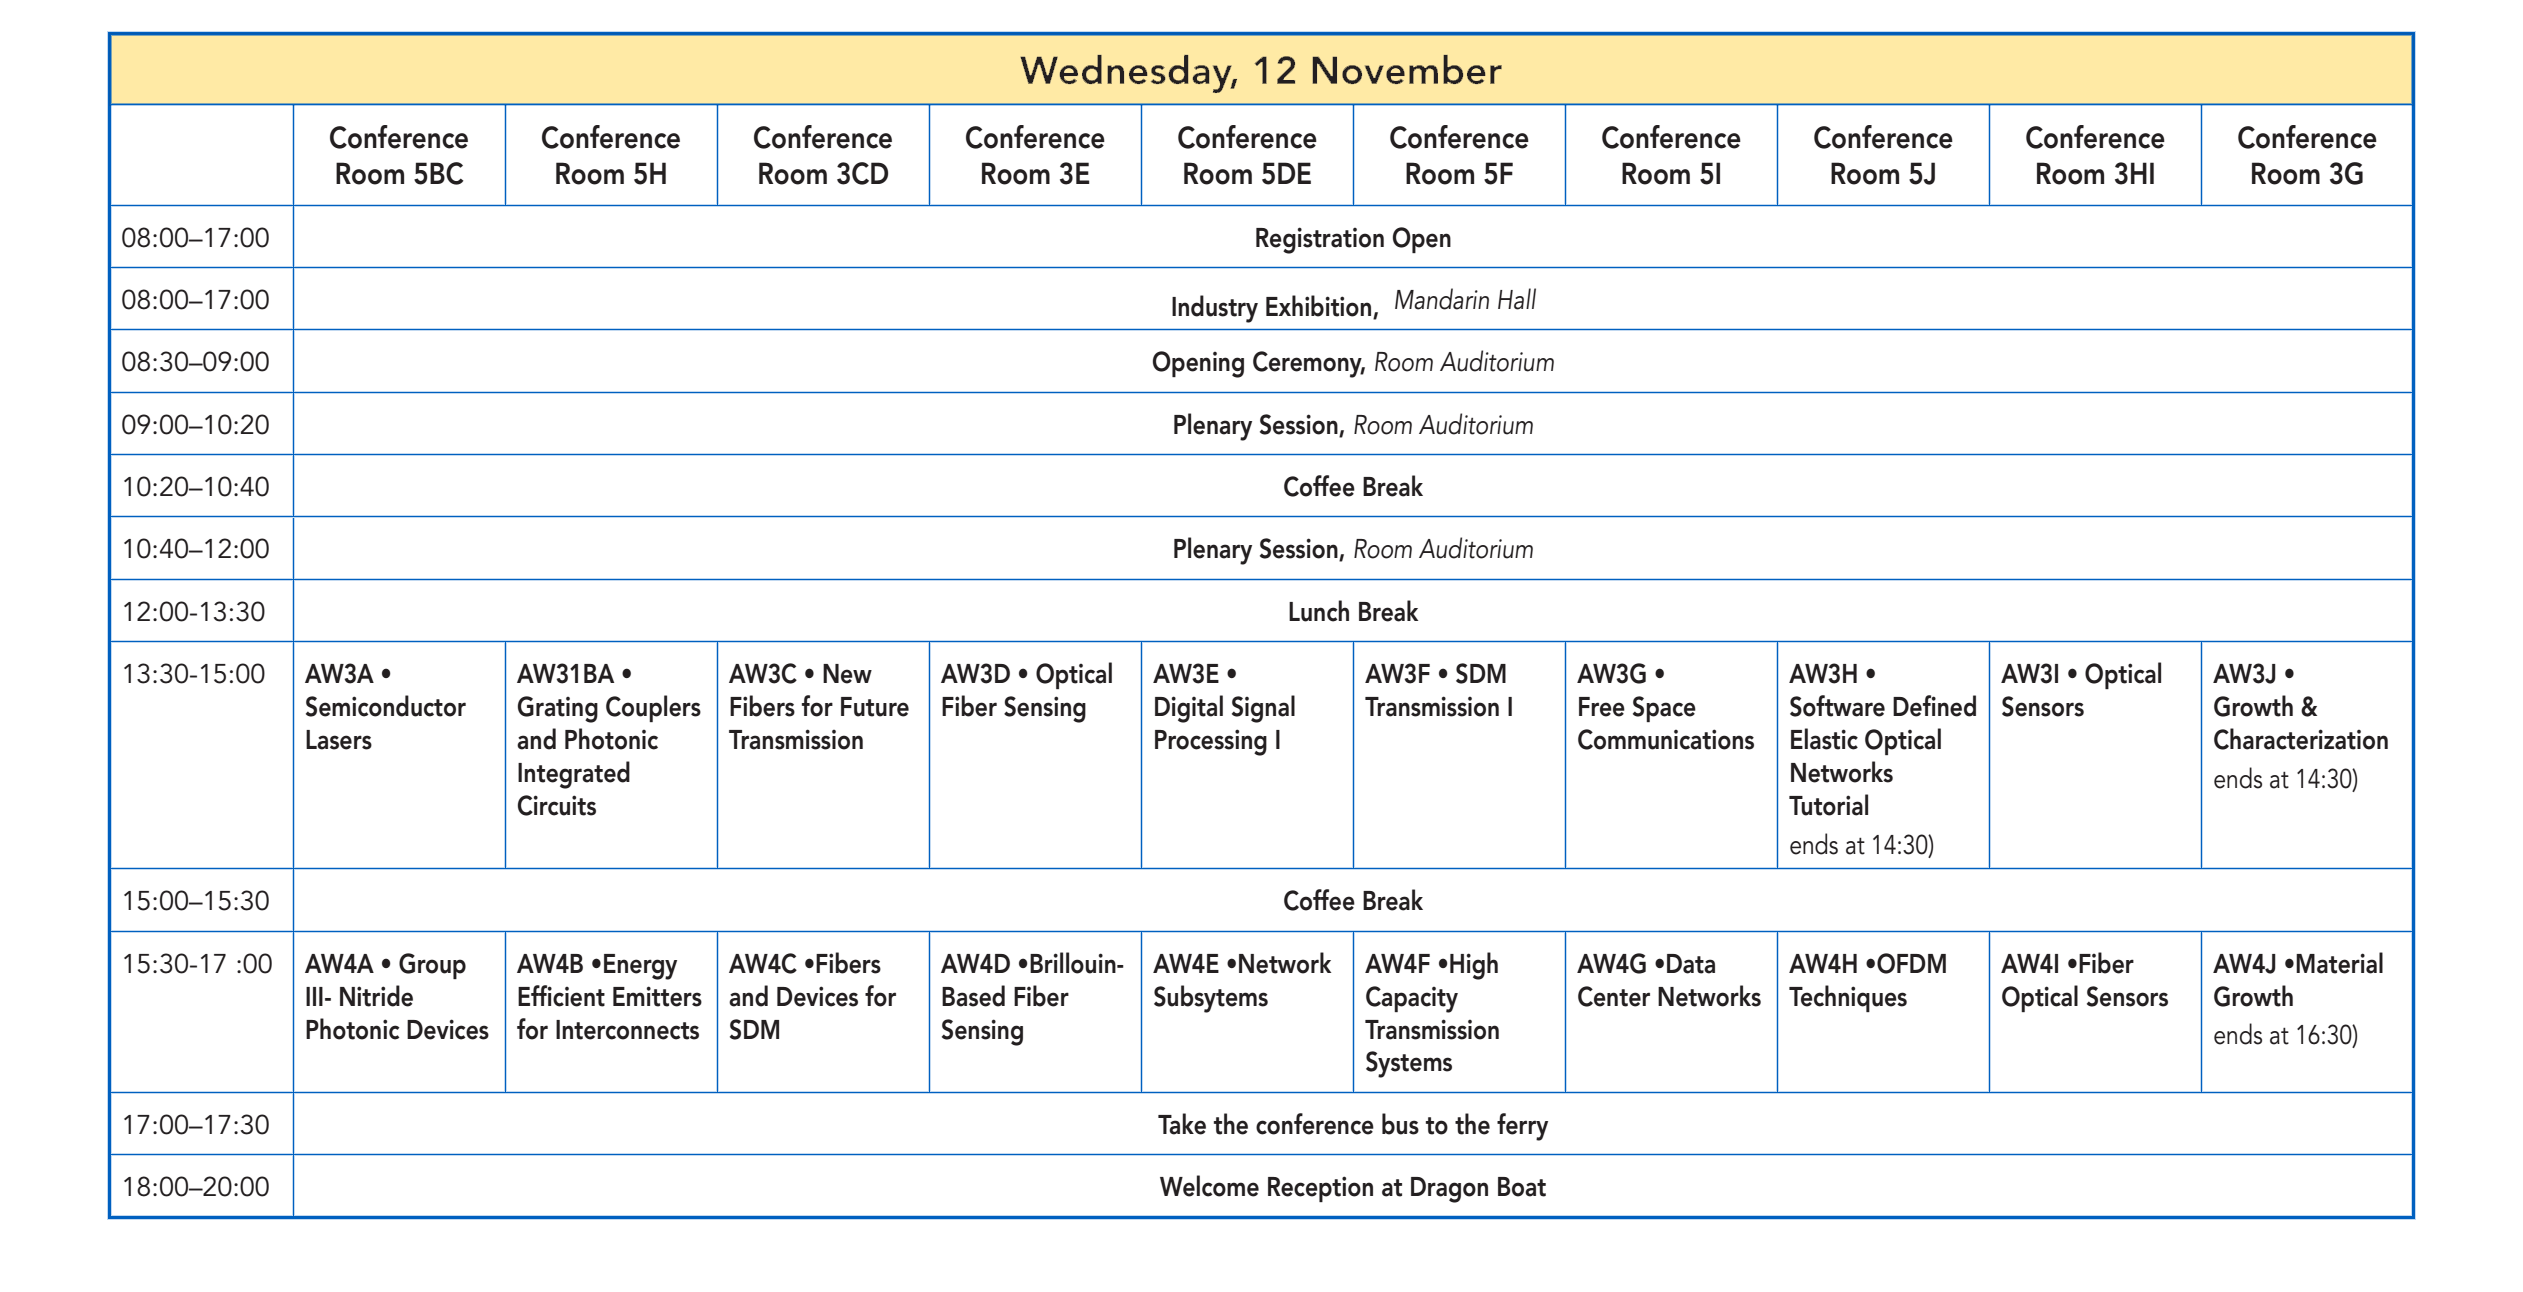 Wednesday, 12 November
Conference
Room 5BC
Conference
Room 5H
Conference
Room 3CD
Conference
Room 3E
Conference
Room 5DE
Conference
Room 5F
Conference
Room 5I
Conference
Room 5J
Conference
Room 3HI
Conference
Room 3G
08:00–17:00
Registration Open
08:00–17:00
Industry Exhibition, Mandarin Hall
08:30–09:00
Opening Ceremony, Room Auditorium
09:00–10:20
Plenary Session, Room Auditorium
10:20–10:40
Coffee Break
10:40–12:00
Plenary Session, Room Auditorium
12:00-13:30
Lunch Break
13:30-15:00
AW3A •
Semiconductor
Lasers
AW31BA •
Grating Couplers
and Photonic
Integrated
Circuits
AW3C • New
Fibers for Future
Transmission
AW3D • Optical
Fiber Sensing
AW3E •
Digital Signal
Processing I
AW3F • SDM
Transmission I
AW3G •
Free Space
Communications
AW3H •
Software Defined
Elastic Optical
Networks
Tutorial
ends at 14:30)
AW3I • Optical
Sensors
AW3J •
Growth &
Characterization
ends at 14:30)
15:00–15:30
Coffee Break
15:30-17 :00
AW4A • Group
III- Nitride
Photonic Devices
AW4B •Energy
Efficient Emitters
for Interconnects
AW4C •Fibers
and Devices for
SDM
AW4D •Brillouin-
Based Fiber
Sensing
AW4E •Network
Subsytems
AW4F •High
Capacity
Transmission
Systems
AW4G •Data
Center Networks
AW4H •OFDM
Techniques
AW4I •Fiber
Optical Sensors
AW4J •Material
Growth
ends at 16:30)
17:00–17:30
Take the conference bus to the ferry
18:00–20:00
Welcome Reception at Dragon Boat